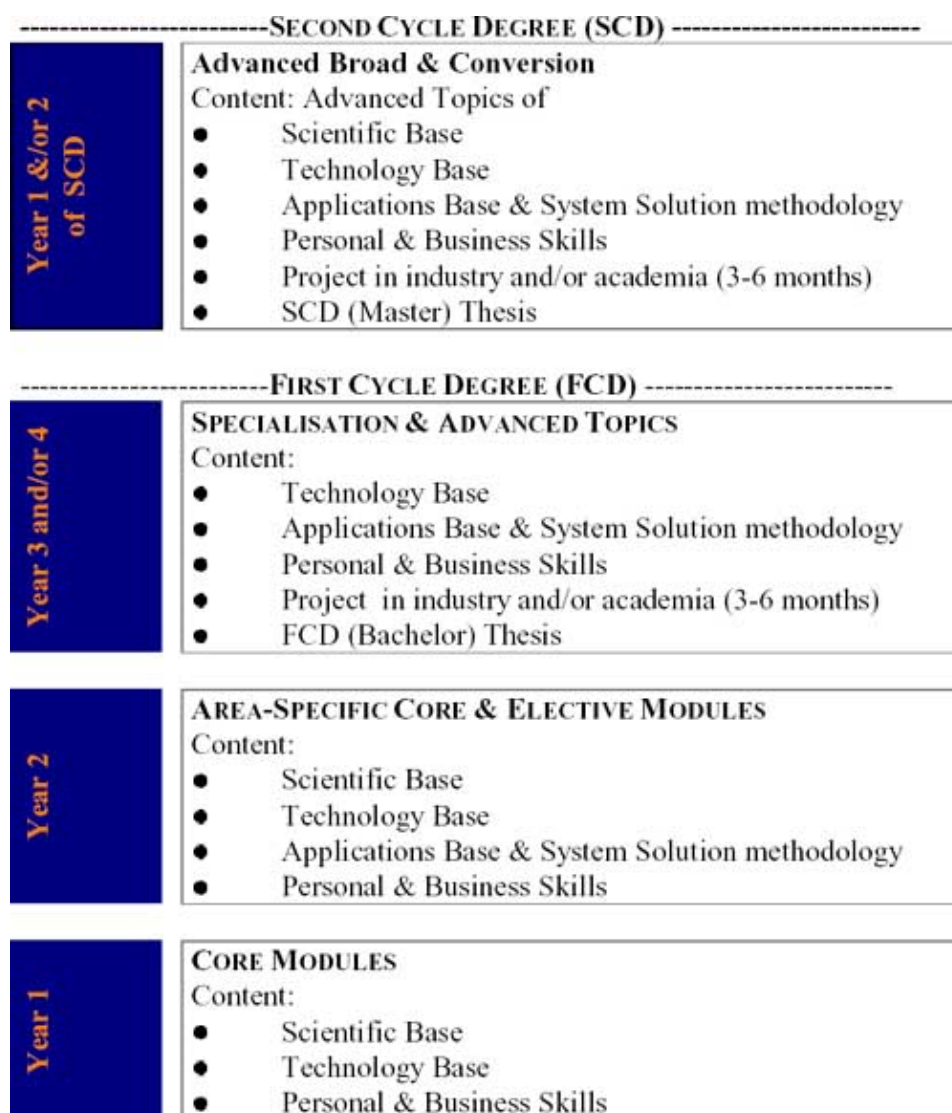 -------------------------SECOND CYCLE DEGREE (SCD) -------------------------
Year 1 &/or 2
of SCD
Advanced Broad & Conversion
Content: Advanced Topics of
● Scientific Base
● Technology Base
● Applications Base & System Solution methodology
● Personal & Business Skills
● Project in industry and/or academia (3-6 months)
● SCD (Master) Thesis
-------------------------FIRST CYCLE DEGREE (FCD) -------------------------
Year 3 and/or 4
SPECIALISATION & ADVANCED TOPICS
Content:
● Technology Base
● Applications Base & System Solution methodology
● Personal & Business Skills
● Project in industry and/or academia (3-6 months)
● FCD (Bachelor) Thesis
Year 2
AREA-SPECIFIC CORE & ELECTIVE MODULES
Content:
● Scientific Base
● Technology Base
● Applications Base & System Solution methodology
● Personal & Business Skills
Year 1
CORE MODULES
Content:
● Scientific Base
● Technology Base
● Personal & Business Skills